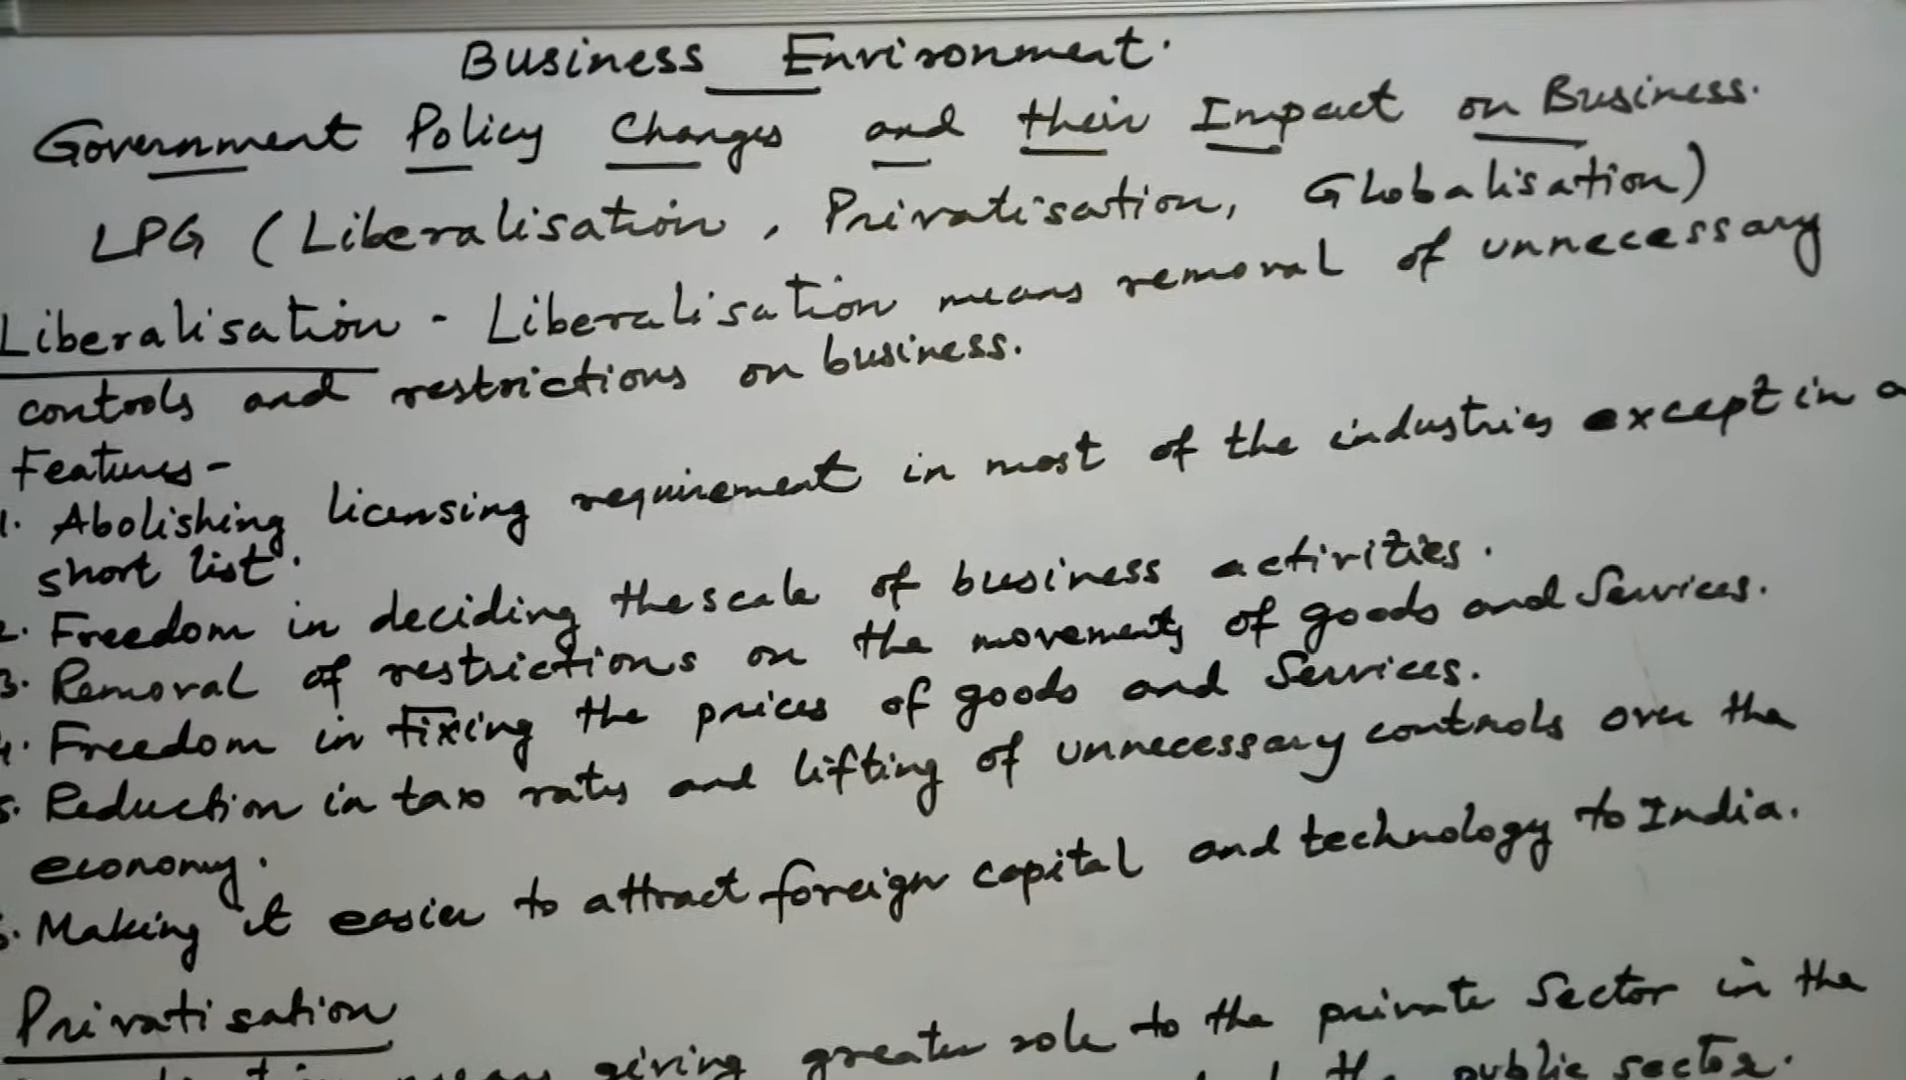 Business Environment.
Government Policy Changes and their Impact on Business.
LPG (Liberalisation, Privatisation, Globalisation)
Liberalisation - Liberalisation means removal of unnecessary
controls and restrictions on business.
Features-
1. Abolishing licensing requirement in most of the industries except in a
short list.
2. Freedom in deciding the scale of business activities.
3. Removal of restrictions on the movements of goods and Services.
4. Freedom in fixing the prices of goods and Services.
5. Reduction in tax rates and lifting of unnecessary controls over the
economy.
6. Making it easier to attract foreign capital and technology to India.
Privatisation
means giving greater role to the private Sector in the
the public sector.